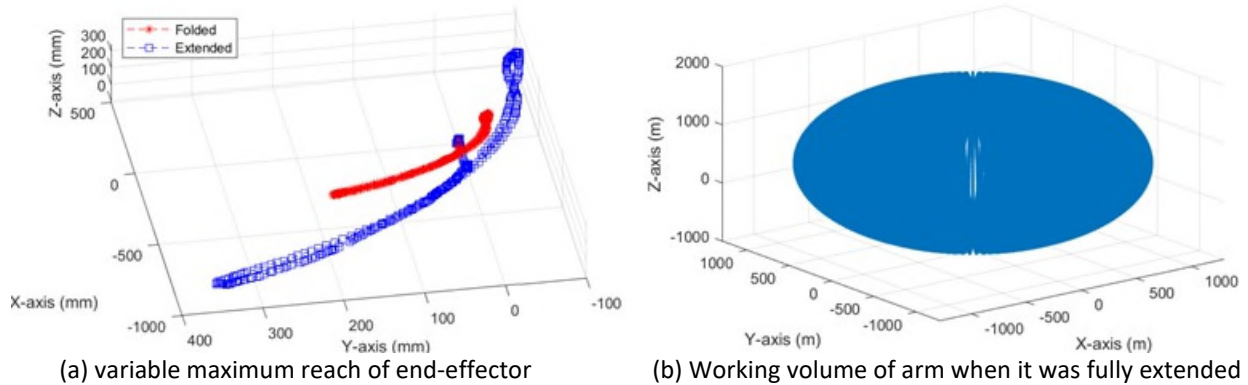 Folded
Extended
Z-axis (mm)
300
200
100
0
500
0
-500
-1000
X-axis (mm)
400
300
200
100
0
-100
Y-axis (mm)
(a) variable maximum reach of end-effector
Z-axis (m)
2000
1000
0
-1000
1000
500
0
-500
-1000
Y-axis (m)
-1000
-500
0
500
1000
X-axis (m)
(b) Working volume of arm when it was fully extended